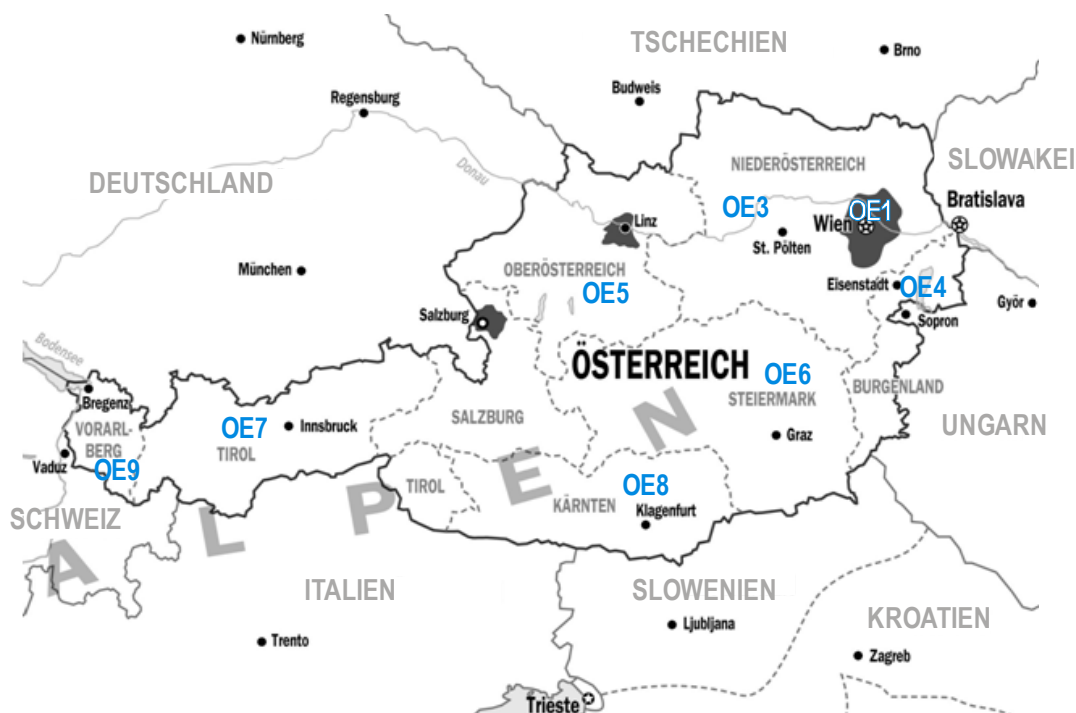 Nürnberg
TSCHECHIEN
Brno
Budweis
Regensburg
Donau
NIEDERÖSTERREICH
SLOWAKEI
DEUTSCHLAND
OE3
OE1
Bratislava
Wien
Linz
St. Pölten
München
OBERÖSTERREICH
OE5
Eisenstadt
OE4
Györ
Salzburg
Sopron
Bodensee
ÖSTERREICH
OE6
STEIERMARK
BURGENLAND
Bregenz
VORARL-
BERG
OE9
OE7
Innsbruck
TIROL
SALZBURG
Graz
UNGARN
Vaduz
TIROL
OE8
KÄRNTEN
Klagenfurt
SCHWEIZ
ALPEN
ITALIEN
SLOWENIEN
KROATIEN
Ljubljana
Trento
Zagreb
Trieste